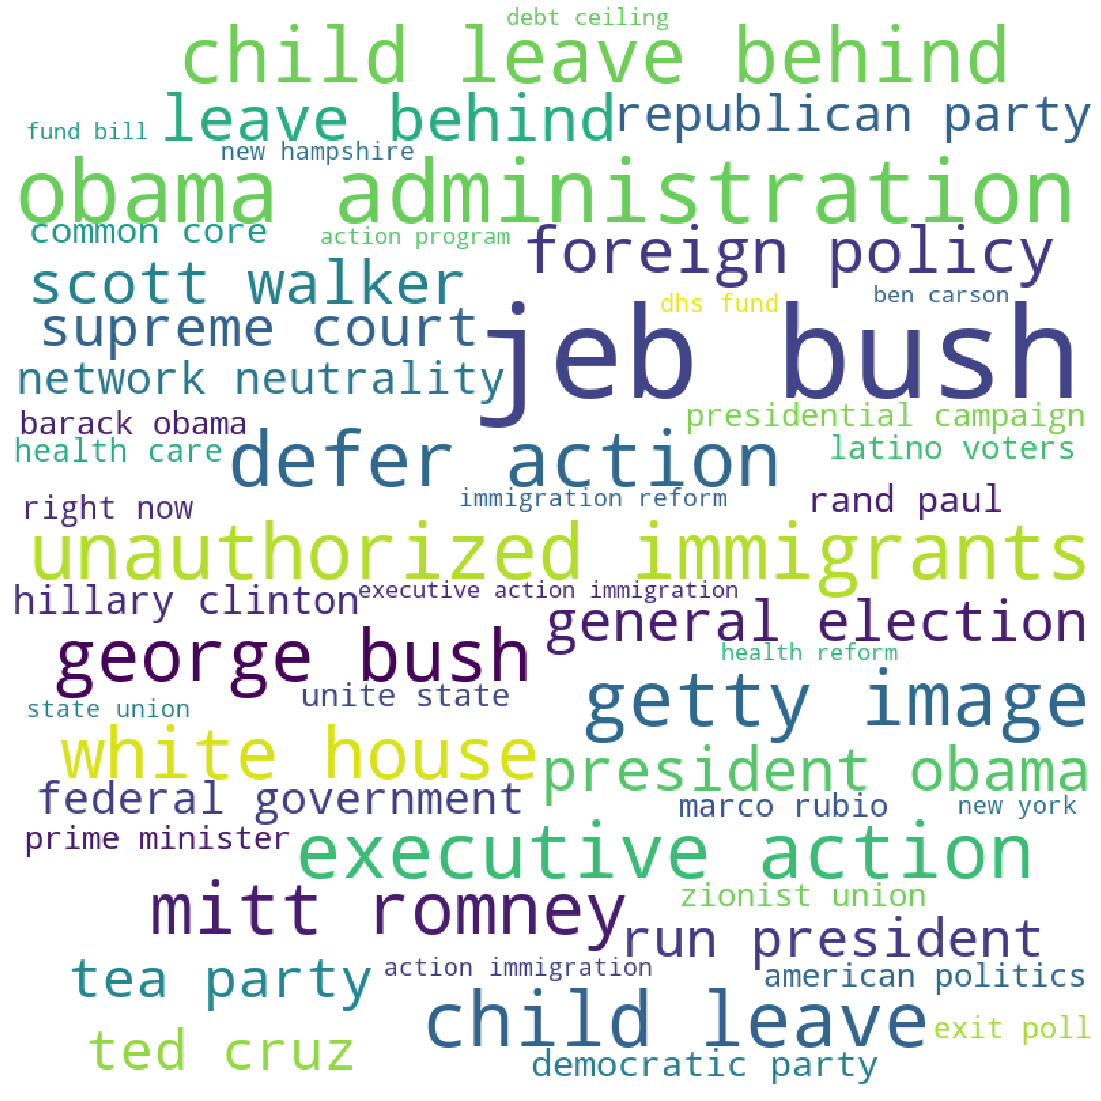 debt ceiling
child leave behind
leave behind
republican party
fund bill
new hampshire
obama administration
common core
action program
foreign policy
scott walker
dhs fund
ben carson
supreme court
jeb bush
network neutrality
barack obama
presidential campaign
health care
defer action
latino voters
right now
immigration reform
rand paul
unauthorized immigrants
hillary clinton
executive action immigration
general election
george bush
health reform
unite state
getty image
state union
white house
president obama
federal government
marco rubio
new york
prime minister
executive action
mitt romney
zionist union
run president
tea party
action immigration
american politics
child leave
exit poll
ted cruz
democratic party